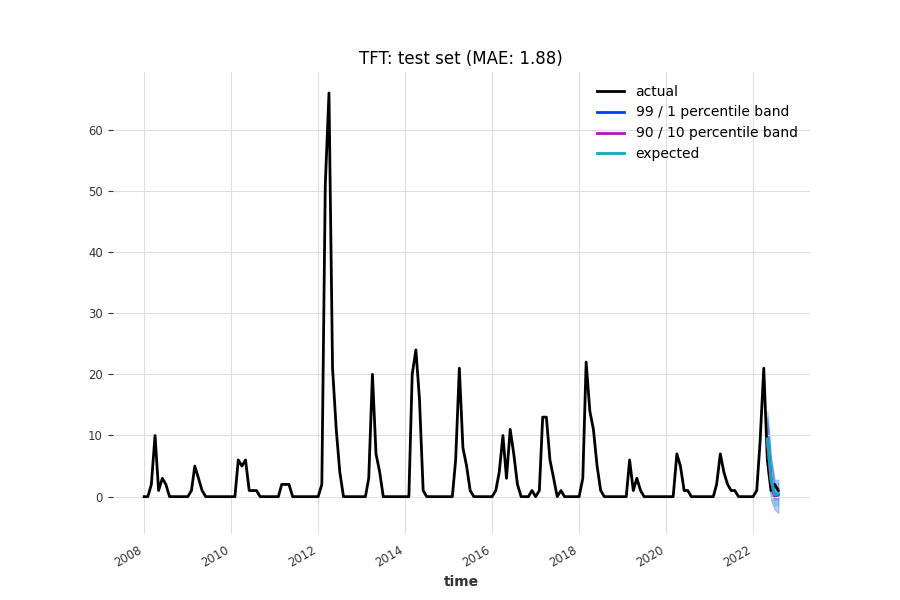 TFT: test set (MAE: 1.88)
actual
99 / 1 percentile band
90 / 10 percentile band
expected
60
50
40
30
20
10
0
2008
2010
2012
2014
2016
2018
2020
2022
time